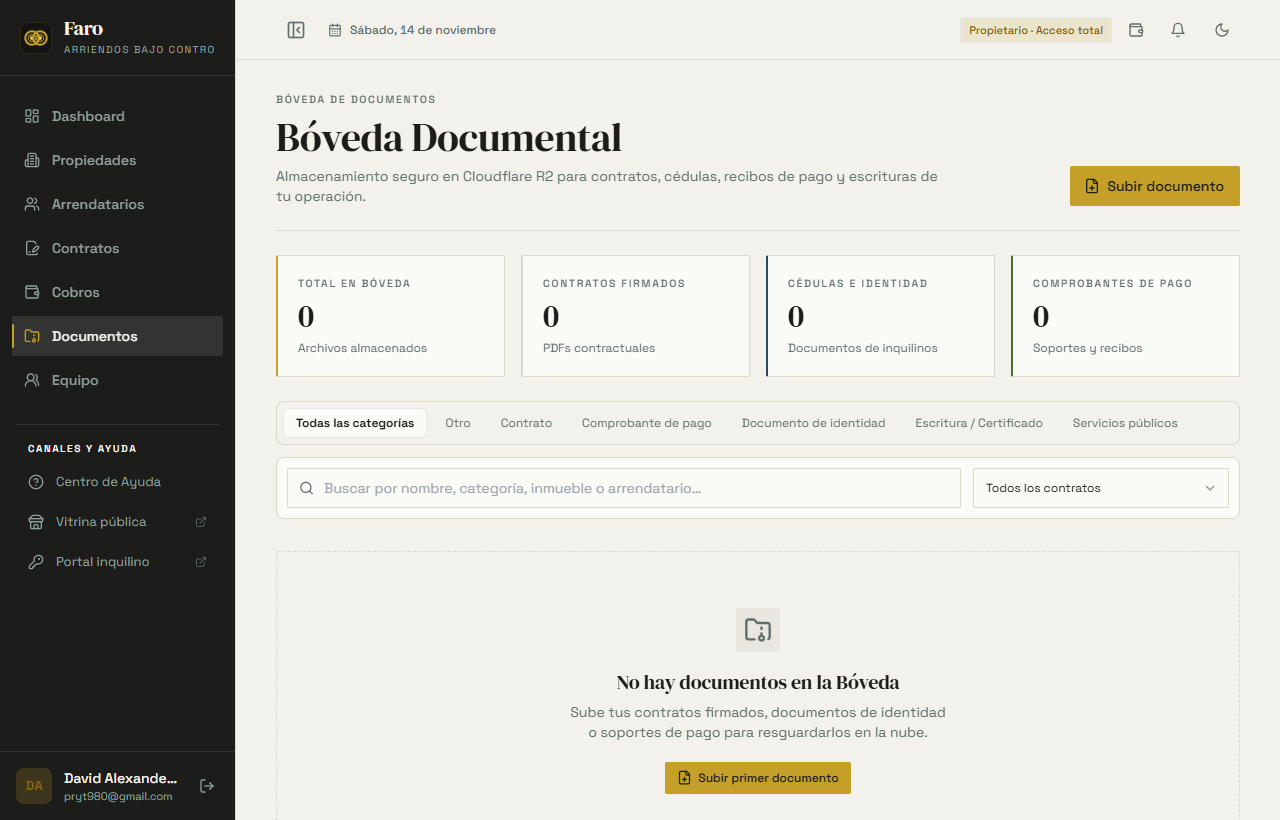 Faro
ARRIENDOS BAJO CONTRO
Dashboard
Propiedades
Arrendatarios
Contratos
Cobros
Documentos
Equipo
CANALES Y AYUDA
Centro de Ayuda
Vitrina pública
Portal inquilino
DA
David Alexande...
pryt980@gmail.com
Sábado, 14 de noviembre
Propietario · Acceso total
BÓVEDA DE DOCUMENTOS
Bóveda Documental
Almacenamiento seguro en Cloudflare R2 para contratos, cédulas, recibos de pago y escrituras de
tu operación.
Subir documento
TOTAL EN BÓVEDA
0
Archivos almacenados
CONTRATOS FIRMADOS
0
PDFs contractuales
CÉDULAS E IDENTIDAD
0
Documentos de inquilinos
COMPROBANTES DE PAGO
0
Soportes y recibos
Todas las categorías
Otro
Contrato
Comprobante de pago
Documento de identidad
Escritura / Certificado
Servicios públicos
Buscar por nombre, categoría, inmueble o arrendatario...
Todos los contratos
No hay documentos en la Bóveda
Sube tus contratos firmados, documentos de identidad
o soportes de pago para resguardarlos en la nube.
Subir primer documento